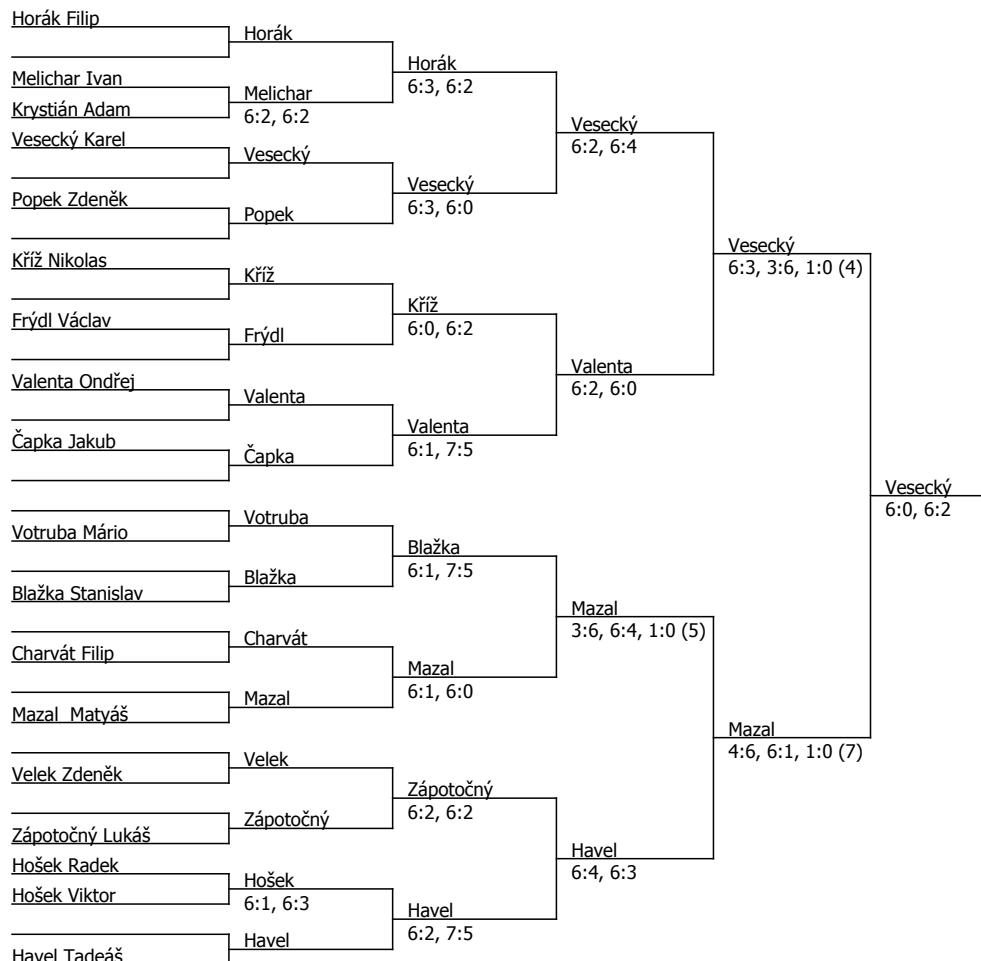 Horák Filip
Horák
Horák
6:3, 6:2
Melichar Ivan
Melichar
6:2, 6:2
Krystián Adam
Vesecký
6:2, 6:4
Vesecký Karel
Vesecký
Vesecký
6:3, 6:0
Popek Zdeněk
Popek
Vesecký
6:3, 3:6, 1:0 (4)
Kříž Nikolas
Kříž
Kříž
6:0, 6:2
Frýdl Václav
Frýdl
Valenta
6:2, 6:0
Valenta Ondřej
Valenta
Valenta
6:1, 7:5
Čapka Jakub
Čapka
Vesecký
6:0, 6:2
Votruba Mário
Votruba
Blažka
6:1, 7:5
Blažka Stanislav
Blažka
Mazal
3:6, 6:4, 1:0 (5)
Charvát Filip
Charvát
Mazal
6:1, 6:0
Mazal  Matyáš
Mazal
Mazal
4:6, 6:1, 1:0 (7)
Velek Zdeněk
Velek
Zápotočný
6:2, 6:2
Zápotočný Lukáš
Zápotočný
Havel
6:4, 6:3
Hošek Radek
Hošek
6:1, 6:3
Hošek Viktor
Havel
6:2, 7:5
Havel
Havel Tadeáš